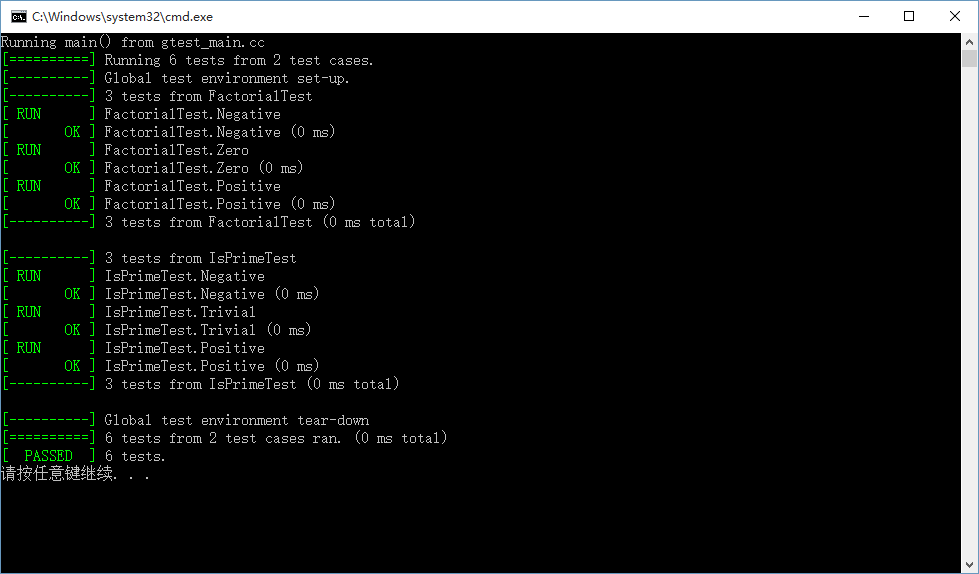 C:\Windows\system32\cmd.exe
Running main() from gtest_main.cc
[==========] Running 6 tests from 2 test cases.
[----------] Global test environment set-up.
[----------] 3 tests from FactorialTest
[ RUN      ] FactorialTest.Negative
[       OK ] FactorialTest.Negative (0 ms)
[ RUN      ] FactorialTest.Zero
[       OK ] FactorialTest.Zero (0 ms)
[ RUN      ] FactorialTest.Positive
[       OK ] FactorialTest.Positive (0 ms)
[----------] 3 tests from FactorialTest (0 ms total)
[----------] 3 tests from IsPrimeTest
[ RUN      ] IsPrimeTest.Negative
[       OK ] IsPrimeTest.Negative (0 ms)
[ RUN      ] IsPrimeTest.Trivial
[       OK ] IsPrimeTest.Trivial (0 ms)
[ RUN      ] IsPrimeTest.Positive
[       OK ] IsPrimeTest.Positive (0 ms)
[----------] 3 tests from IsPrimeTest (0 ms total)
[----------] Global test environment tear-down
[==========] 6 tests from 2 test cases ran. (0 ms total)
[  PASSED  ] 6 tests.
请按任意键继续. . .